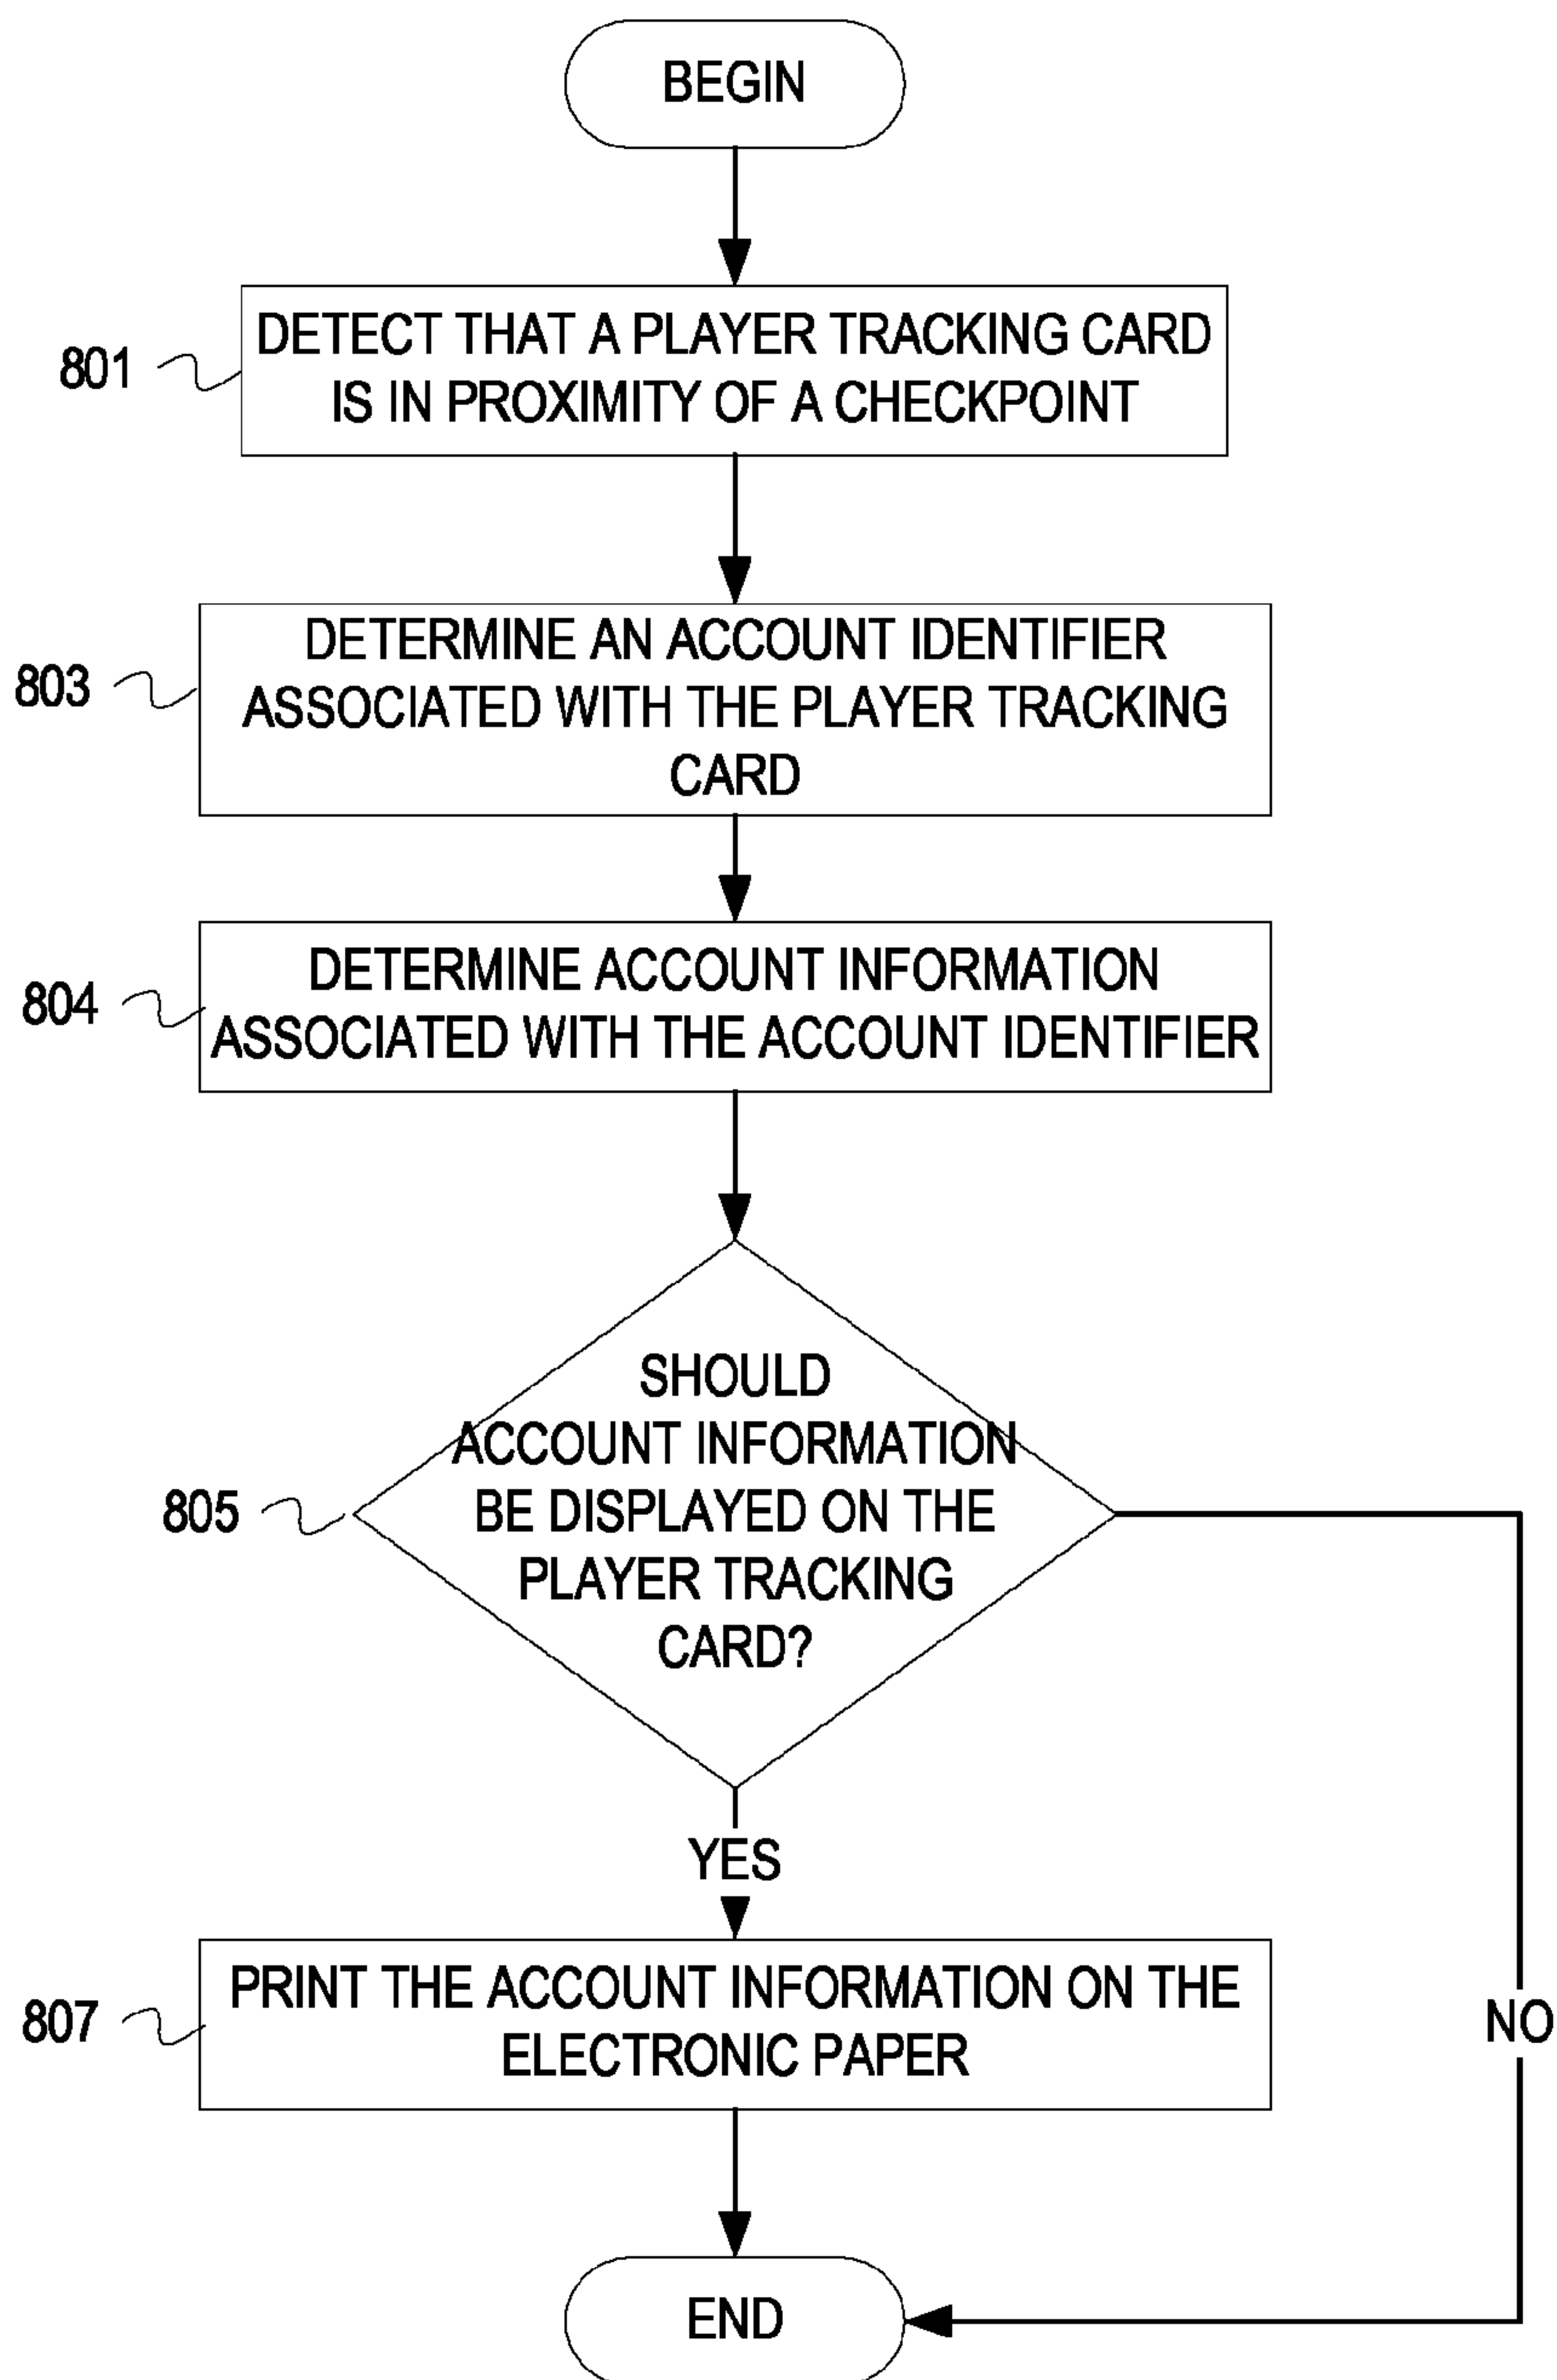 BEGIN
801
DETECT THAT A PLAYER TRACKING CARD
IS IN PROXIMITY OF A CHECKPOINT
803
DETERMINE AN ACCOUNT IDENTIFIER
ASSOCIATED WITH THE PLAYER TRACKING
CARD
804
DETERMINE ACCOUNT INFORMATION
ASSOCIATED WITH THE ACCOUNT IDENTIFIER
805
SHOULD
ACCOUNT INFORMATION
BE DISPLAYED ON THE
PLAYER TRACKING
CARD?
YES
807
PRINT THE ACCOUNT INFORMATION ON THE
ELECTRONIC PAPER
NO
END